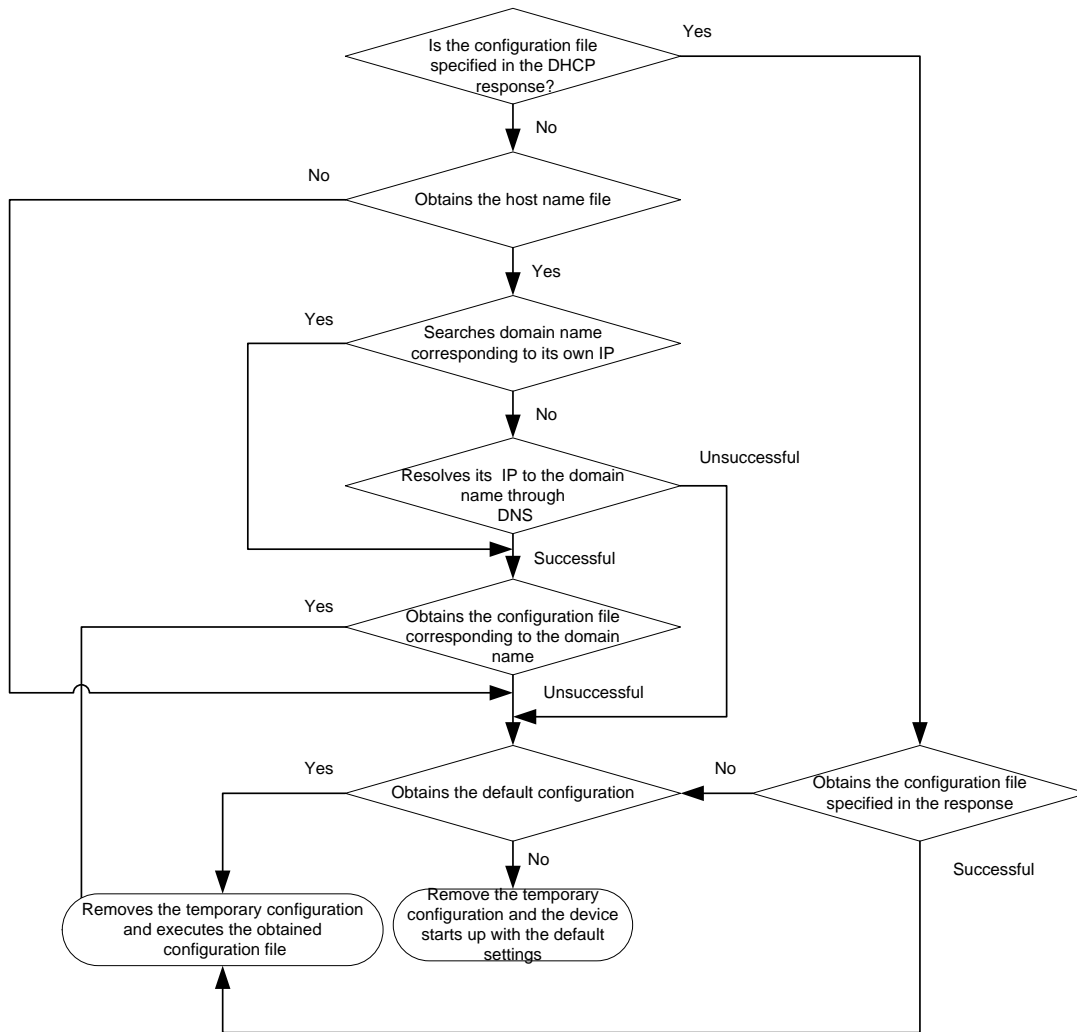 Is the configuration file
specified in the DHCP
response?
Yes
No
No
Obtains the host name file
Yes
Yes
Searches domain name
corresponding to its own IP
No
Unsuccessful
Resolves its IP to the domain
name through
DNS
Successful
Yes
Obtains the configuration file
corresponding to the domain
name
Unsuccessful
Yes
No
Obtains the default configuration
Obtains the configuration file
specified in the response
No
Successful
Removes the temporary configuration
and executes the obtained
configuration file
Remove the temporary
configuration and the device
starts up with the default
settings